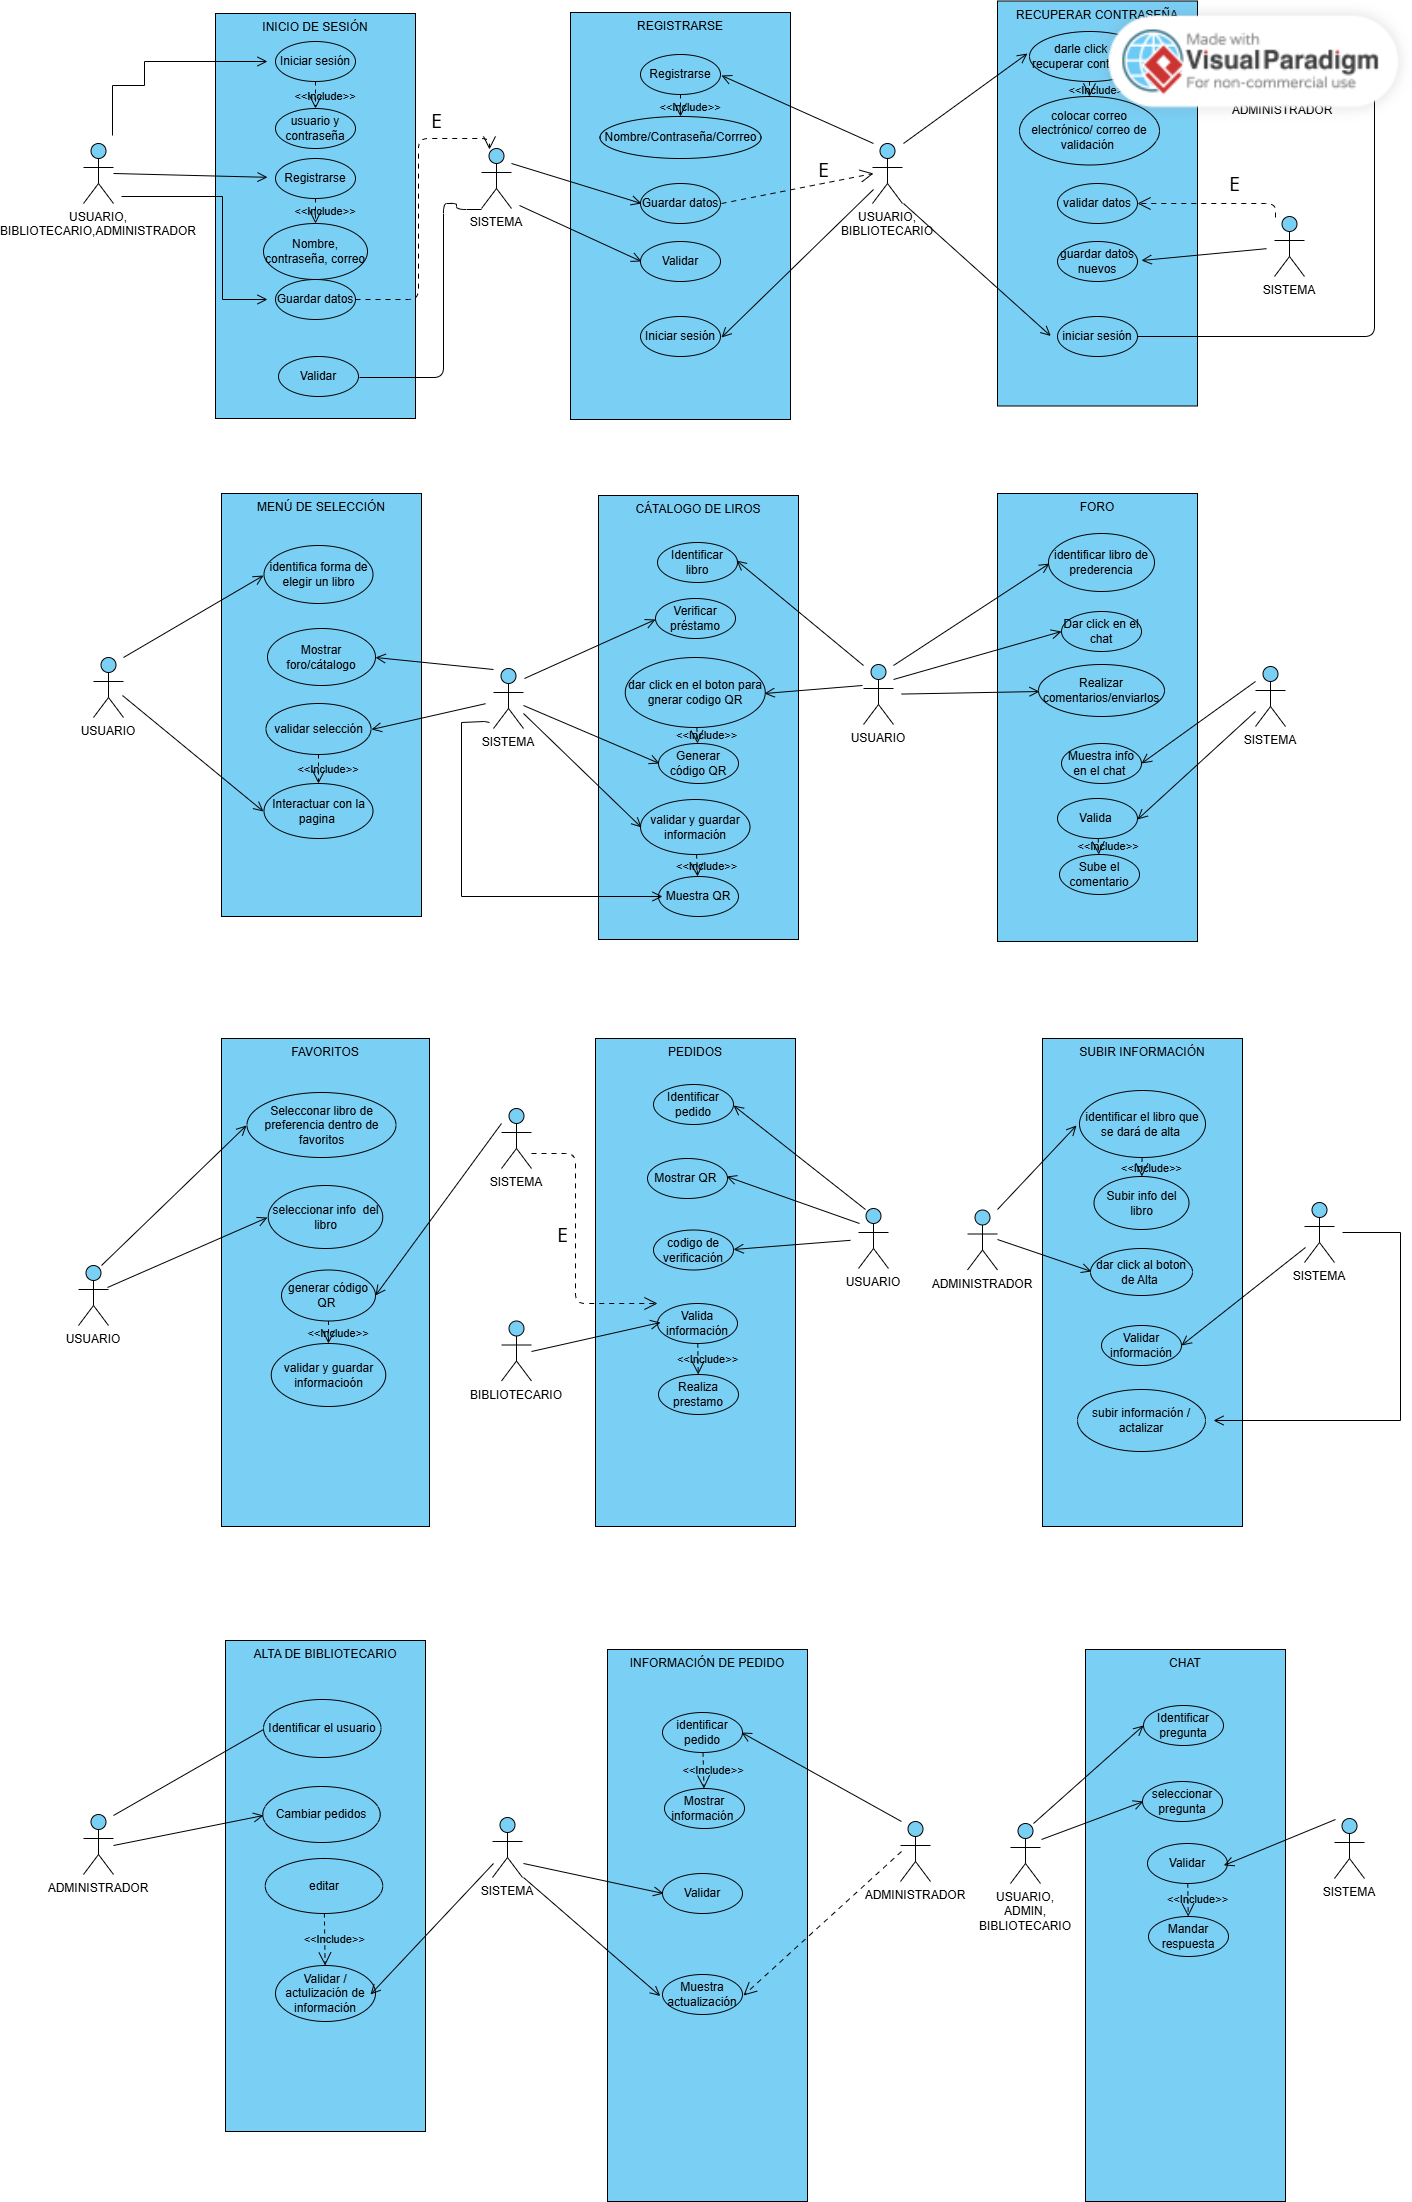 INICIO DE SESIÓN
Iniciar sesión
<<Include>>
usuario y
contraseña
Registrarse
<<Include>>
Nombre,
contraseña, correo
Guardar datos
Validar
USUARIO,
BIBLIOTECARIO,ADMINISTRADOR
E
SISTEMA
REGISTRARSE
Registrarse
<<Include>>
Nombre/Contraseña/Corrreo
Guardar datos
Validar
Iniciar sesión
E
USUARIO,
BIBLIOTECARIO
RECUPERAR CONTRASEÑA
darle click
recuperar
<<Include
colocar correo
electrónico/ correo de
validación
validar datos
guardar datos
nuevos
iniciar sesión
Made with
Visual Paradigm
For non-commercial use
ADMINISTRADOR
E
SISTEMA
MENÚ DE SELECCIÓN
identifica forma de
elegir un libro
Mostrar
foro/cátalogo
validar selección
<<Include>>
Interactuar con la
pagina
USUARIO
SISTEMA
CÁTALOGO DE LIROS
Identificar
libro
Verificar
préstamo
dar click en el boton para
gnerar codigo QR
<<Include>>
Generar
código QR
validar y guardar
información
<<Include>>
Muestra QR
USUARIO
FORO
identificar libro de
prederencia
Dar click en el
chat
Realizar
comentarios/enviarlos
Muestra info
en el chat
Valida
<<Include>>
Sube el
comentario
SISTEMA
FAVORITOS
Selecconar libro de
preferencia dentro de
favoritos
seleccionar info  del
libro
generar código
QR
<<Include>>
validar y guardar
informacioón
USUARIO
SISTEMA
E
BIBLIOTECARIO
PEDIDOS
Identificar
pedido
Mostrar QR
codigo de
verificación
Valida
información
<<Include>>
Realiza
prestamo
USUARIO
SUBIR INFORMACIÓN
identificar el libro que
se dará de alta
<<Include>>
Subir info del
libro
dar click al boton
de Alta
Validar
información
subir información /
actalizar
ADMINISTRADOR
SISTEMA
ALTA DE BIBLIOTECARIO
Identificar el usuario
Cambiar pedidos
editar
<<Include>>
Validar /
actulización de
información
ADMINISTRADOR
SISTEMA
INFORMACIÓN DE PEDIDO
identificar
pedido
<<Include>>
Mostrar
información
Validar
Muestra
actualización
ADMINISTRADOR
CHAT
Identificar
pregunta
seleccionar
pregunta
Validar
<<Include>>
Mandar
respuesta
USUARIO,
ADMIN,
BIBLIOTECARIO
SISTEMA